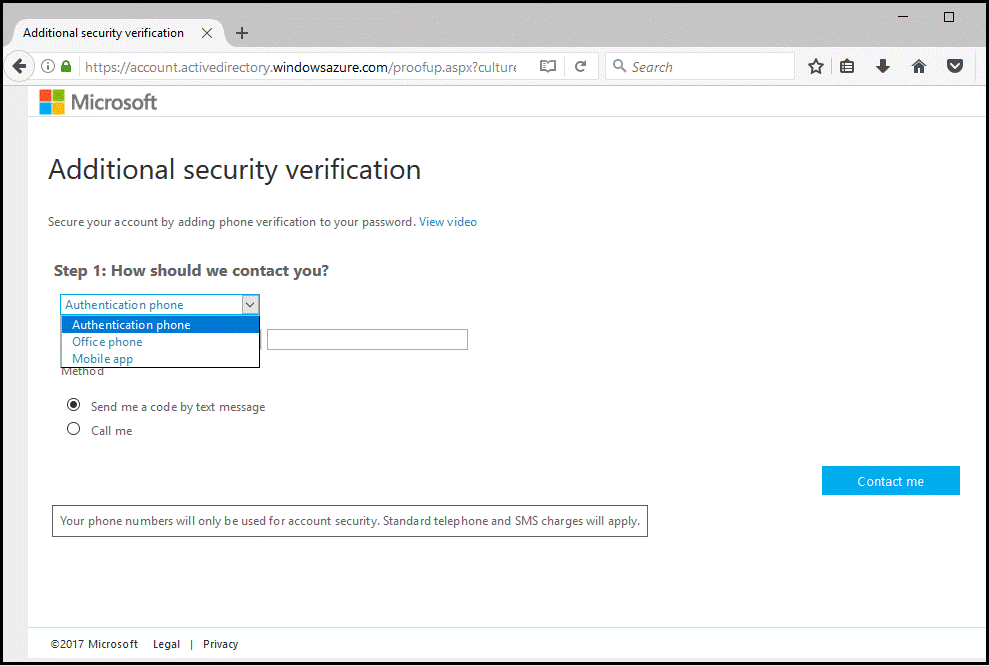 Additional security verification
https://account.activedirectory.windowsazure.com/proofup.aspx?culture
Search
Microsoft
Additional security verification
Secure your account by adding phone verification to your password. View video
Step 1: How should we contact you?
Authentication phone
Authentication phone
Office phone
Mobile app
Method
Send me a code by text message
Call me
Contact me
Your phone numbers will only be used for account security. Standard telephone and SMS charges will apply.
©2017 Microsoft Legal | Privacy